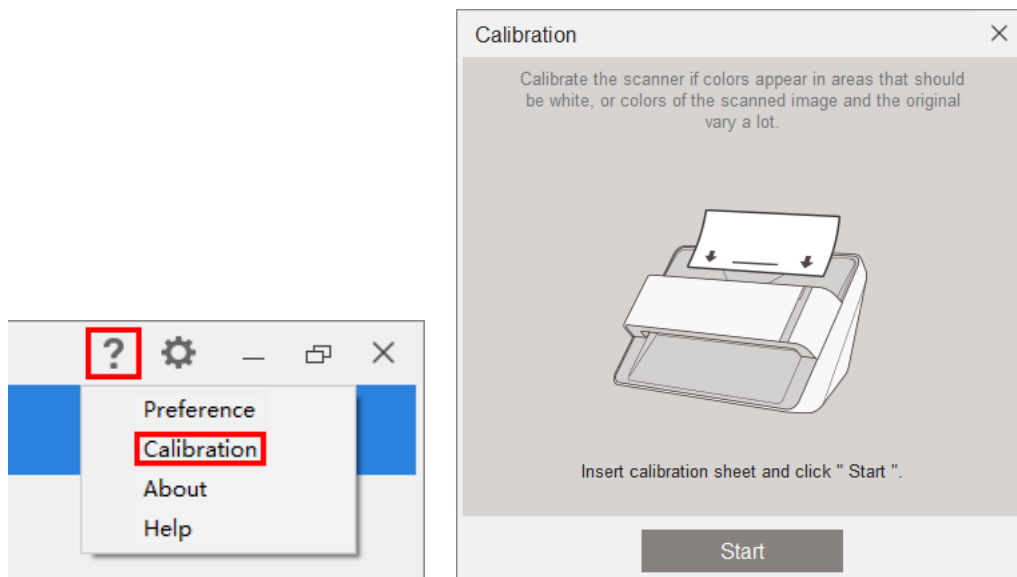 ?
Preference
Calibration
About
Help
Calibration
Calibrate the scanner if colors appear in areas that should
be white, or colors of the scanned image and the original
vary a lot.
Insert calibration sheet and click " Start ".
Start